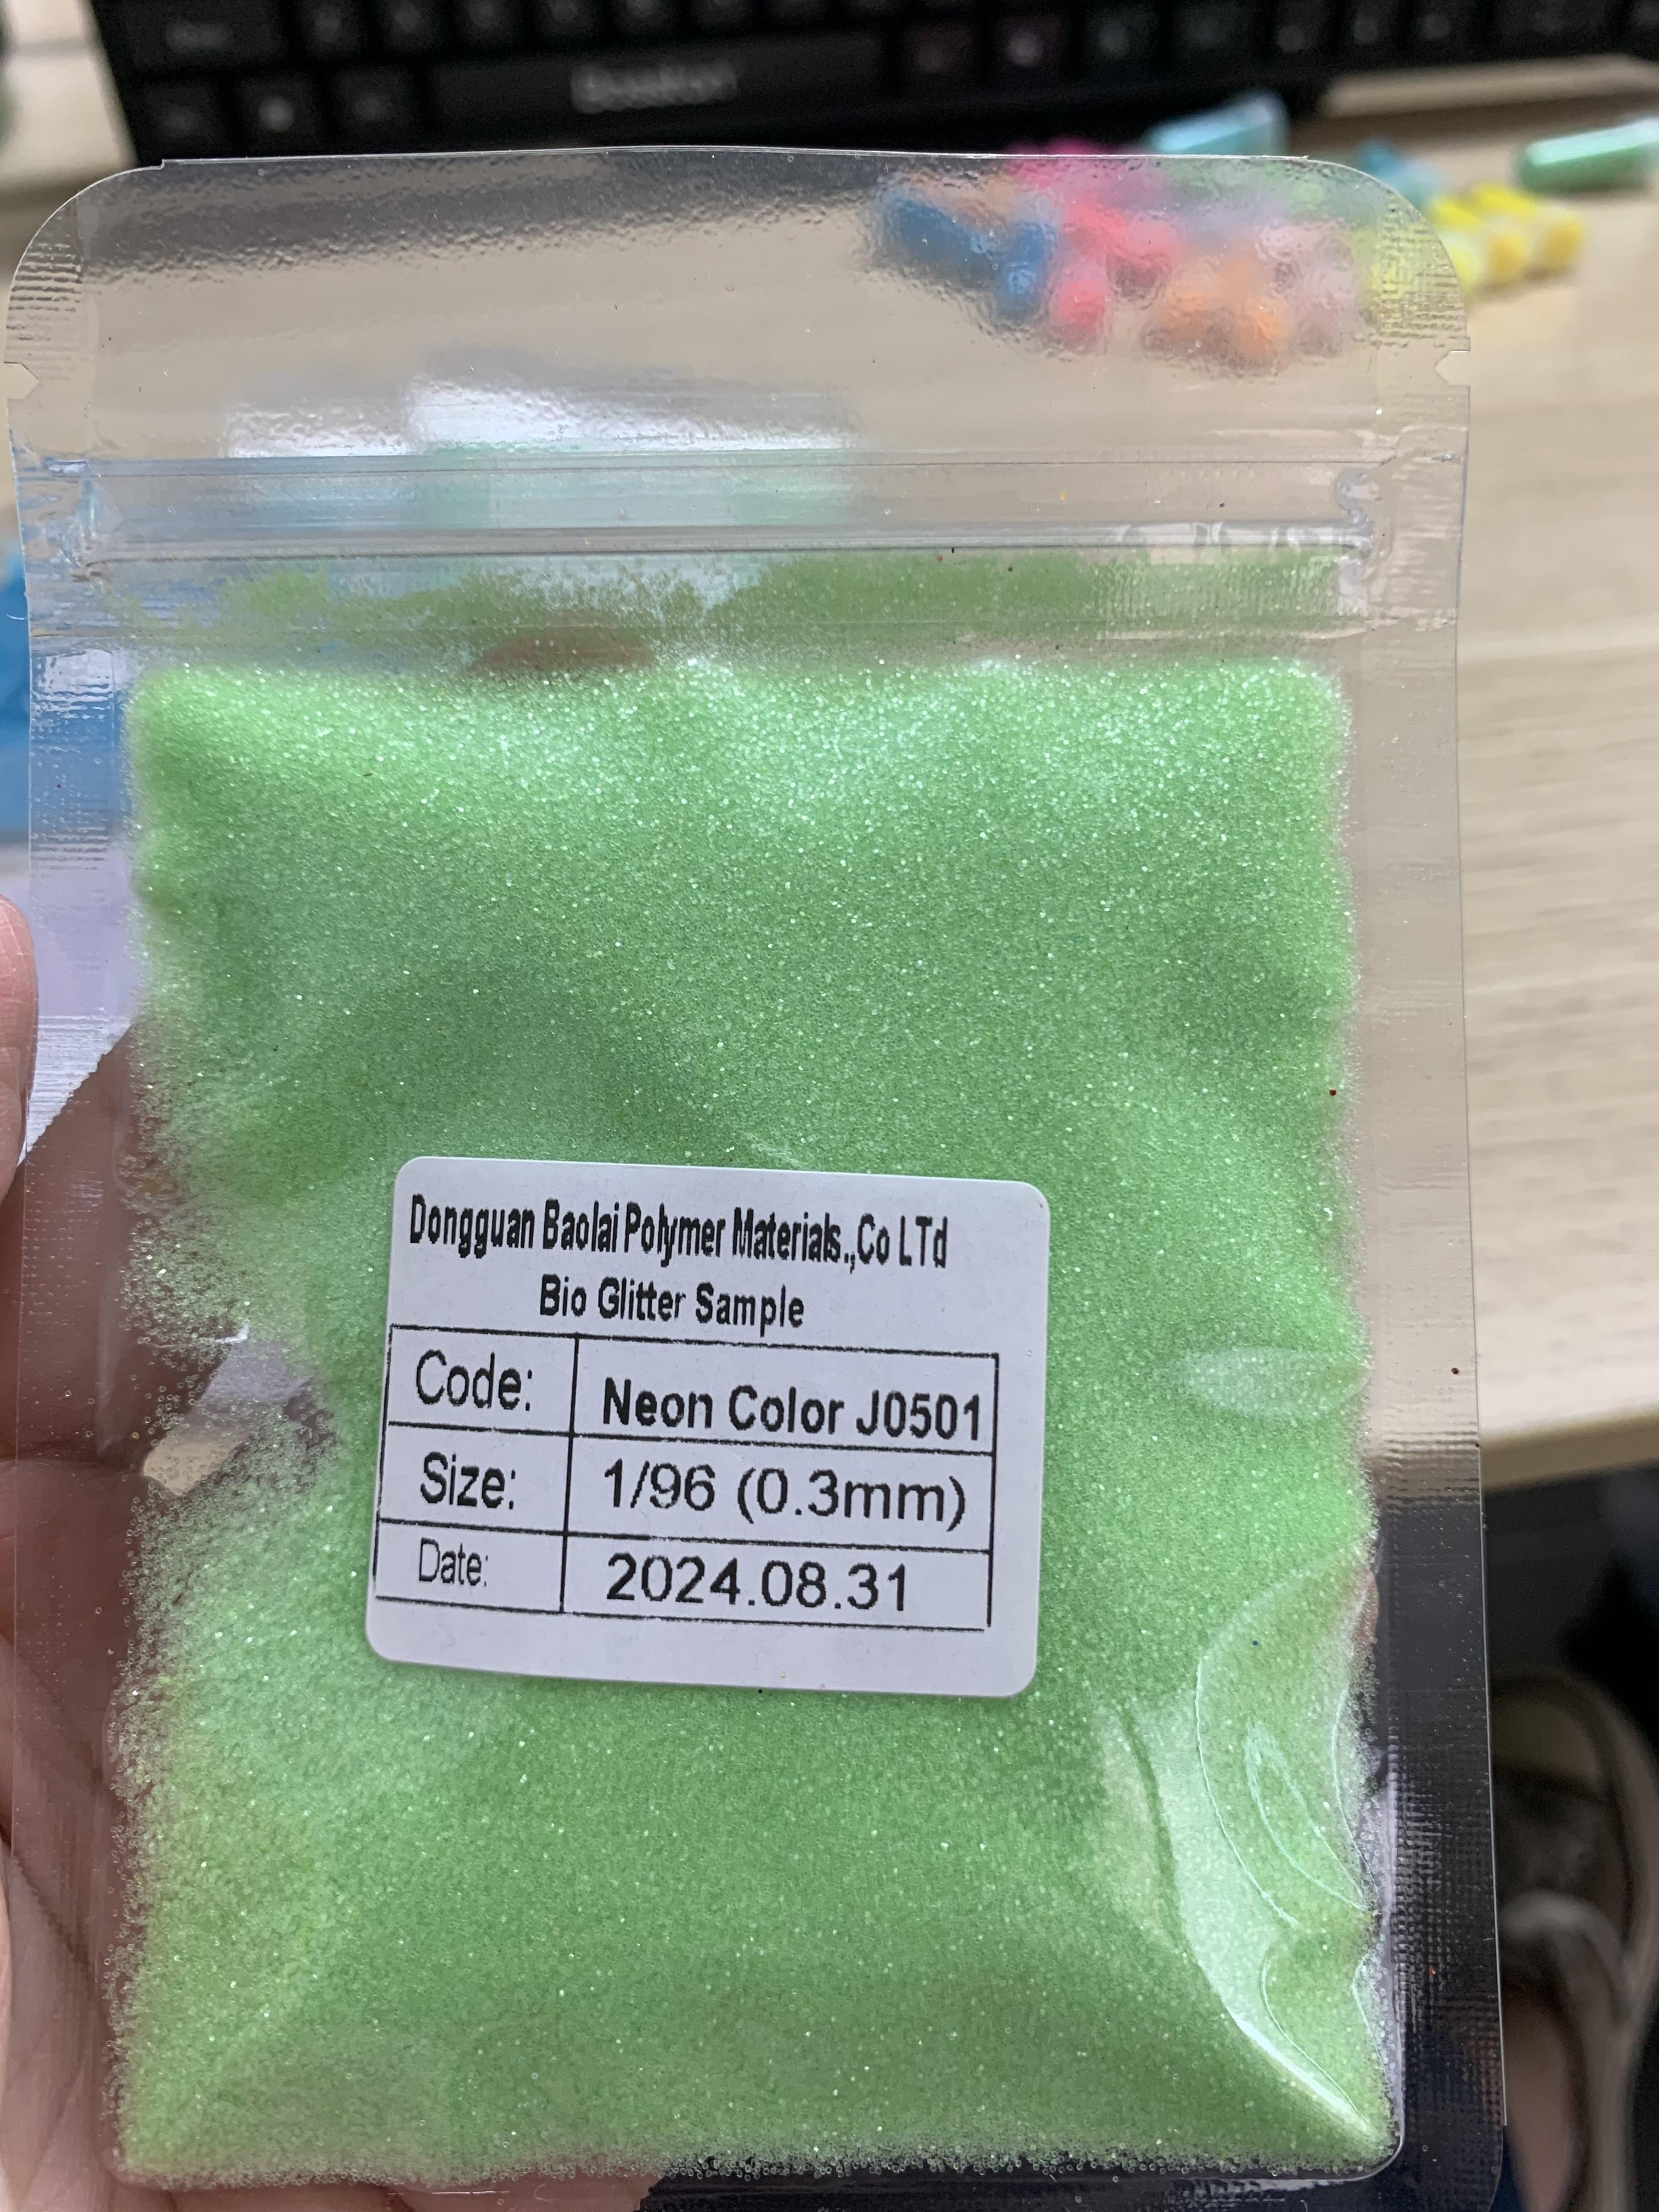 Dongguan Baolai Polymer Materials.,Co LTd
Bio Glitter Sample
Code: Neon Color J0501
Size: 1/96 (0.3mm)
Date: 2024.08.31